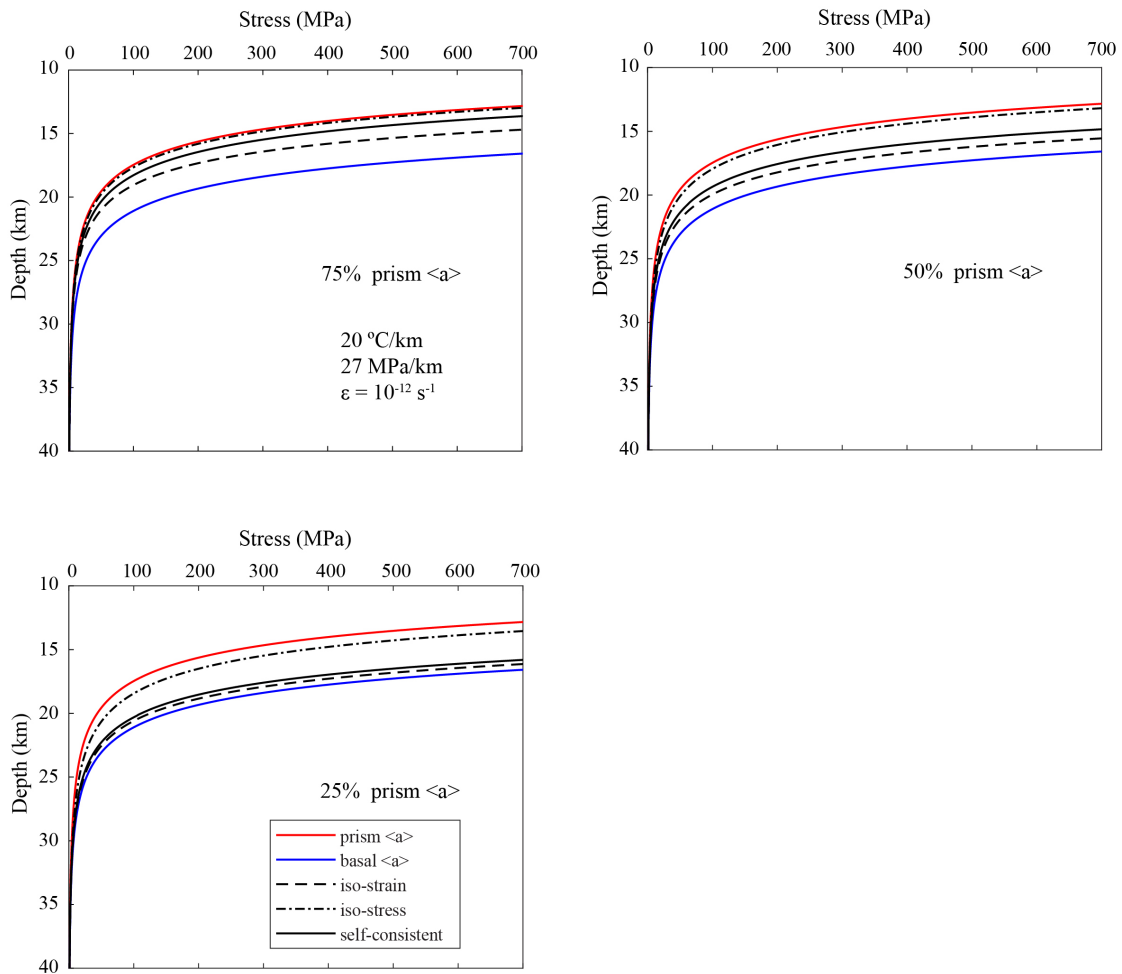 Stress (MPa)
0 100 200 300 400 500 600 700
10
15
20
25
30
35
40
Depth (km)
75% prism <a>
20 ºC/km
27 MPa/km
ε = 10-12 s-1
Stress (MPa)
0 100 200 300 400 500 600 700
10
15
20
25
30
35
40
Depth (km)
50% prism <a>
Stress (MPa)
0 100 200 300 400 500 600 700
10
15
20
25
30
35
40
Depth (km)
25% prism <a>
prism <a>
basal <a>
iso-strain
iso-stress
self-consistent